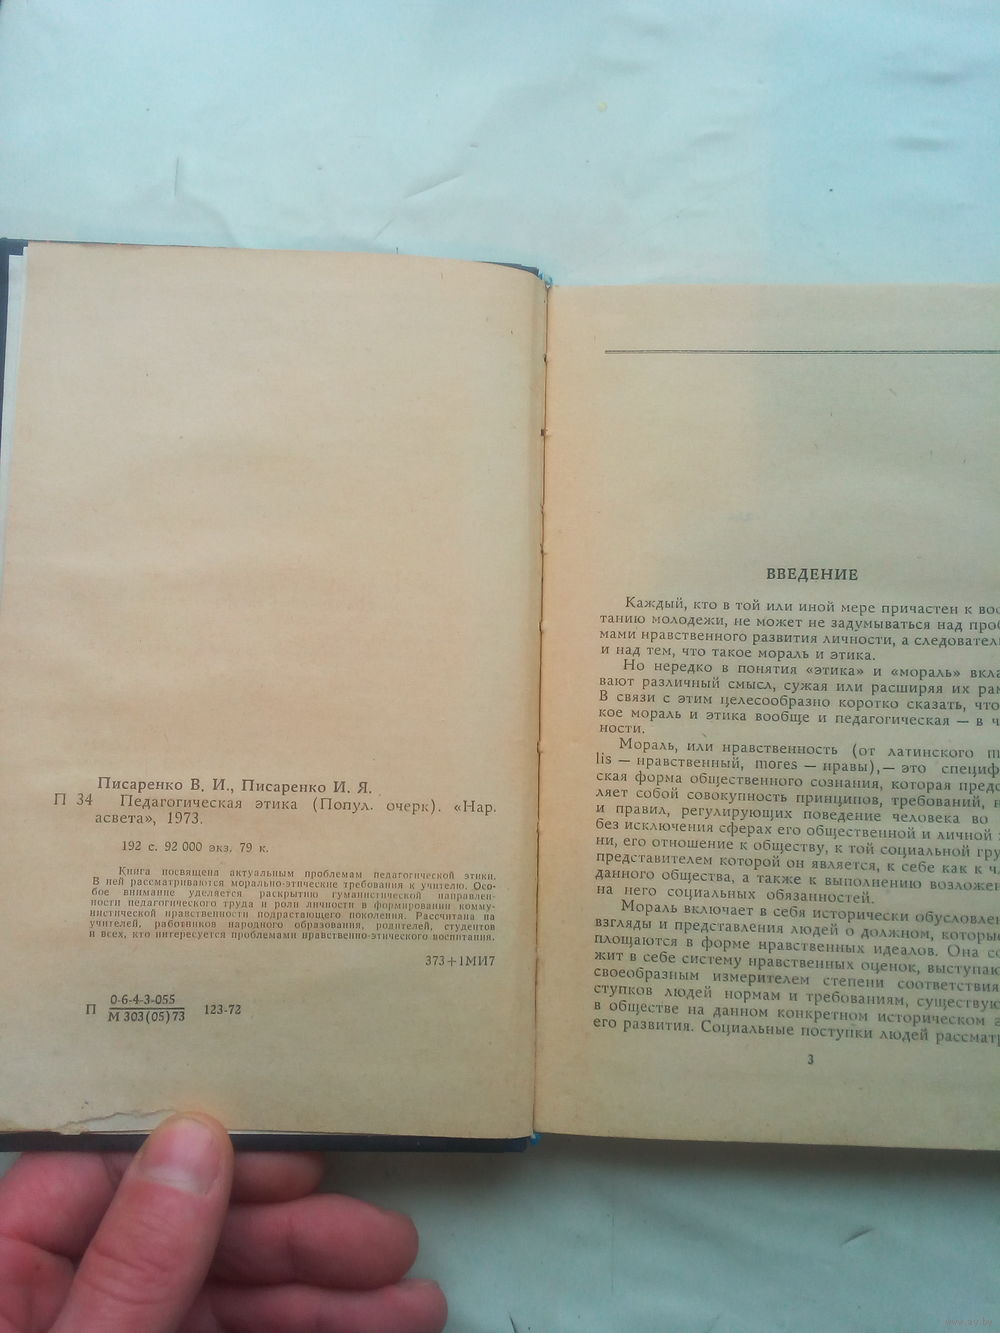 Писаренко В. И., Писаренко И. Я.
П 34 Педагогическая этика (Попул. очерк). «Нар.
асвета», 1973.
192 с. 92 000 экз. 79 к.
Книга посвящена актуальным проблемам педагогической этики.
В ней рассматриваются морально-этические требования к учителю. Осо-
бое внимание уделяется раскрытию гуманистической направлен-
ности педагогического труда и роли личности в формировании комму-
нистической нравственности подрастающего поколения. Рассчитана на
учителей, работников народного образования, родителей, студентов
и всех, кто интересуется проблемами нравственно-этического воспитания.
373+1МИ7
П 0-6-4-3-055
М 303(05)73 123-72
ВВЕДЕНИЕ
Каждый, кто в той или иной мере причастен к вос
танию молодежи, не может не задумываться над проб
мами нравственного развития личности, а следовател
и над тем, что такое мораль и этика.
Но нередко в понятия «этика» и «мораль» вкла
вают различный смысл, сужая или расширяя их рам
В связи с этим целесообразно коротко сказать, что
кое мораль и этика вообще и педагогическая — в ч
ности.
Мораль, или нравственность (от латинского m
lis — нравственный, mores — нравы),— это специф
ская форма общественного сознания, которая предс
ляет собой совокупность принципов, требований, н
и правил, регулирующих поведение человека во
без исключения сферах его общественной и личной
ни, его отношение к обществу, к той социальной гру
представителем которой он является, к себе как к ч
данного общества, а также к выполнению возложен
на него социальных обязанностей.
Мораль включает в себя исторически обусловлен
взгляды и представления людей о должном, которые
площаются в форме нравственных идеалов. Она со
жит в себе систему нравственных оценок, выступаю
своеобразным измерителем степени соответствия
ступков людей нормам и требованиям, существую
в обществе на данном конкретном историческом э
его развития. Социальные поступки людей рассматр
3
www.ay.by